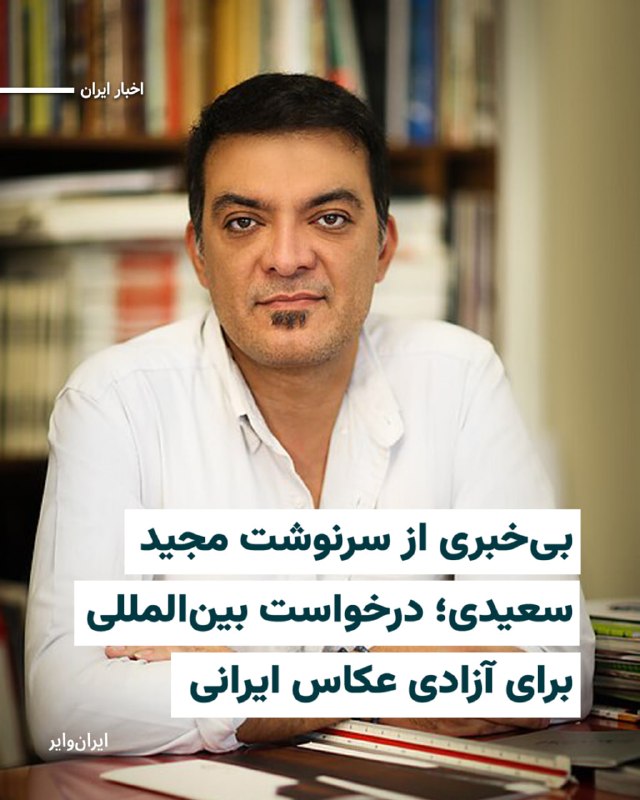 اخبار ایران
بی‌خبری از سرنوشت مجید
سعیدی؛ درخواست بین‌المللی
برای آزادی عکاس ایرانی
ایران‌وایر